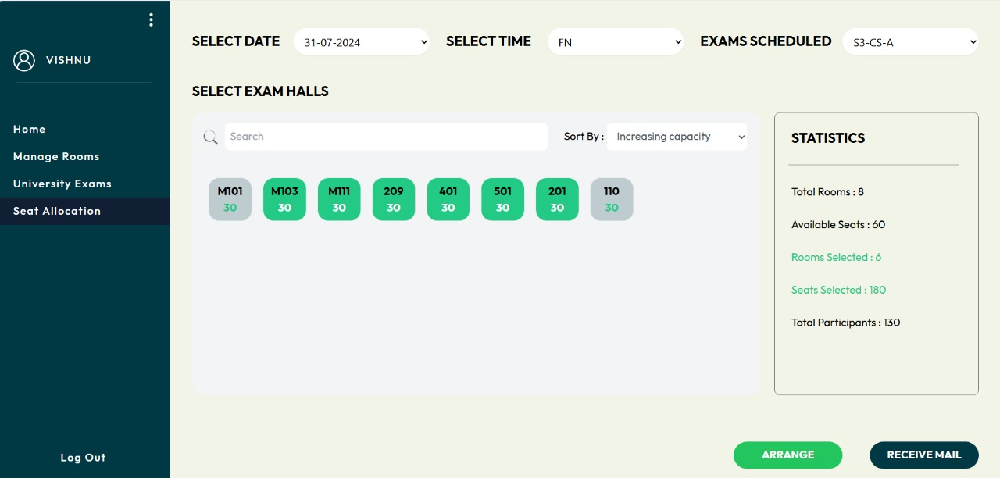 VISHNU
Home
Manage Rooms
University Exams
Seat Allocation
Log Out
SELECT DATE 31-07-2024 SELECT TIME FN EXAMS SCHEDULED S3-CS-A
SELECT EXAM HALLS
Search Sort By : Increasing capacity
M101 M103 M111 209 401 501 201 110
30 30 30 30 30 30 30 30
STATISTICS
Total Rooms : 8
Available Seats : 60
Rooms Selected : 6
Seats Selected : 180
Total Participants : 130
ARRANGE RECEIVE MAIL